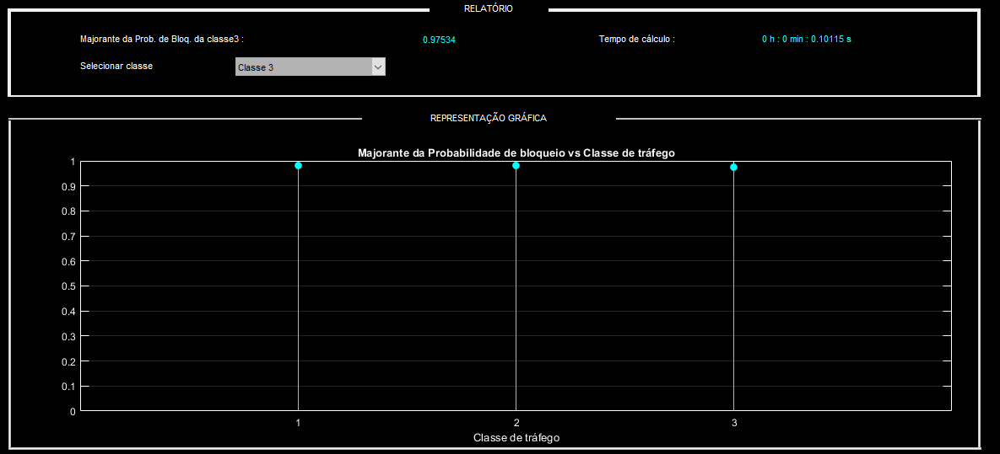 RELATÓRIO
Majorante da Prob. de Bloq. da classe3 : 0.97534 Tempo de cálculo : 0 h : 0 min : 0.10115 s
Selecionar classe Classe 3
REPRESENTAÇÃO GRÁFICA
Majorante da Probabilidade de bloqueio vs Classe de tráfego
1
0.9
0.8
0.7
0.6
0.5
0.4
0.3
0.2
0.1
0
1 2 3
Classe de tráfego